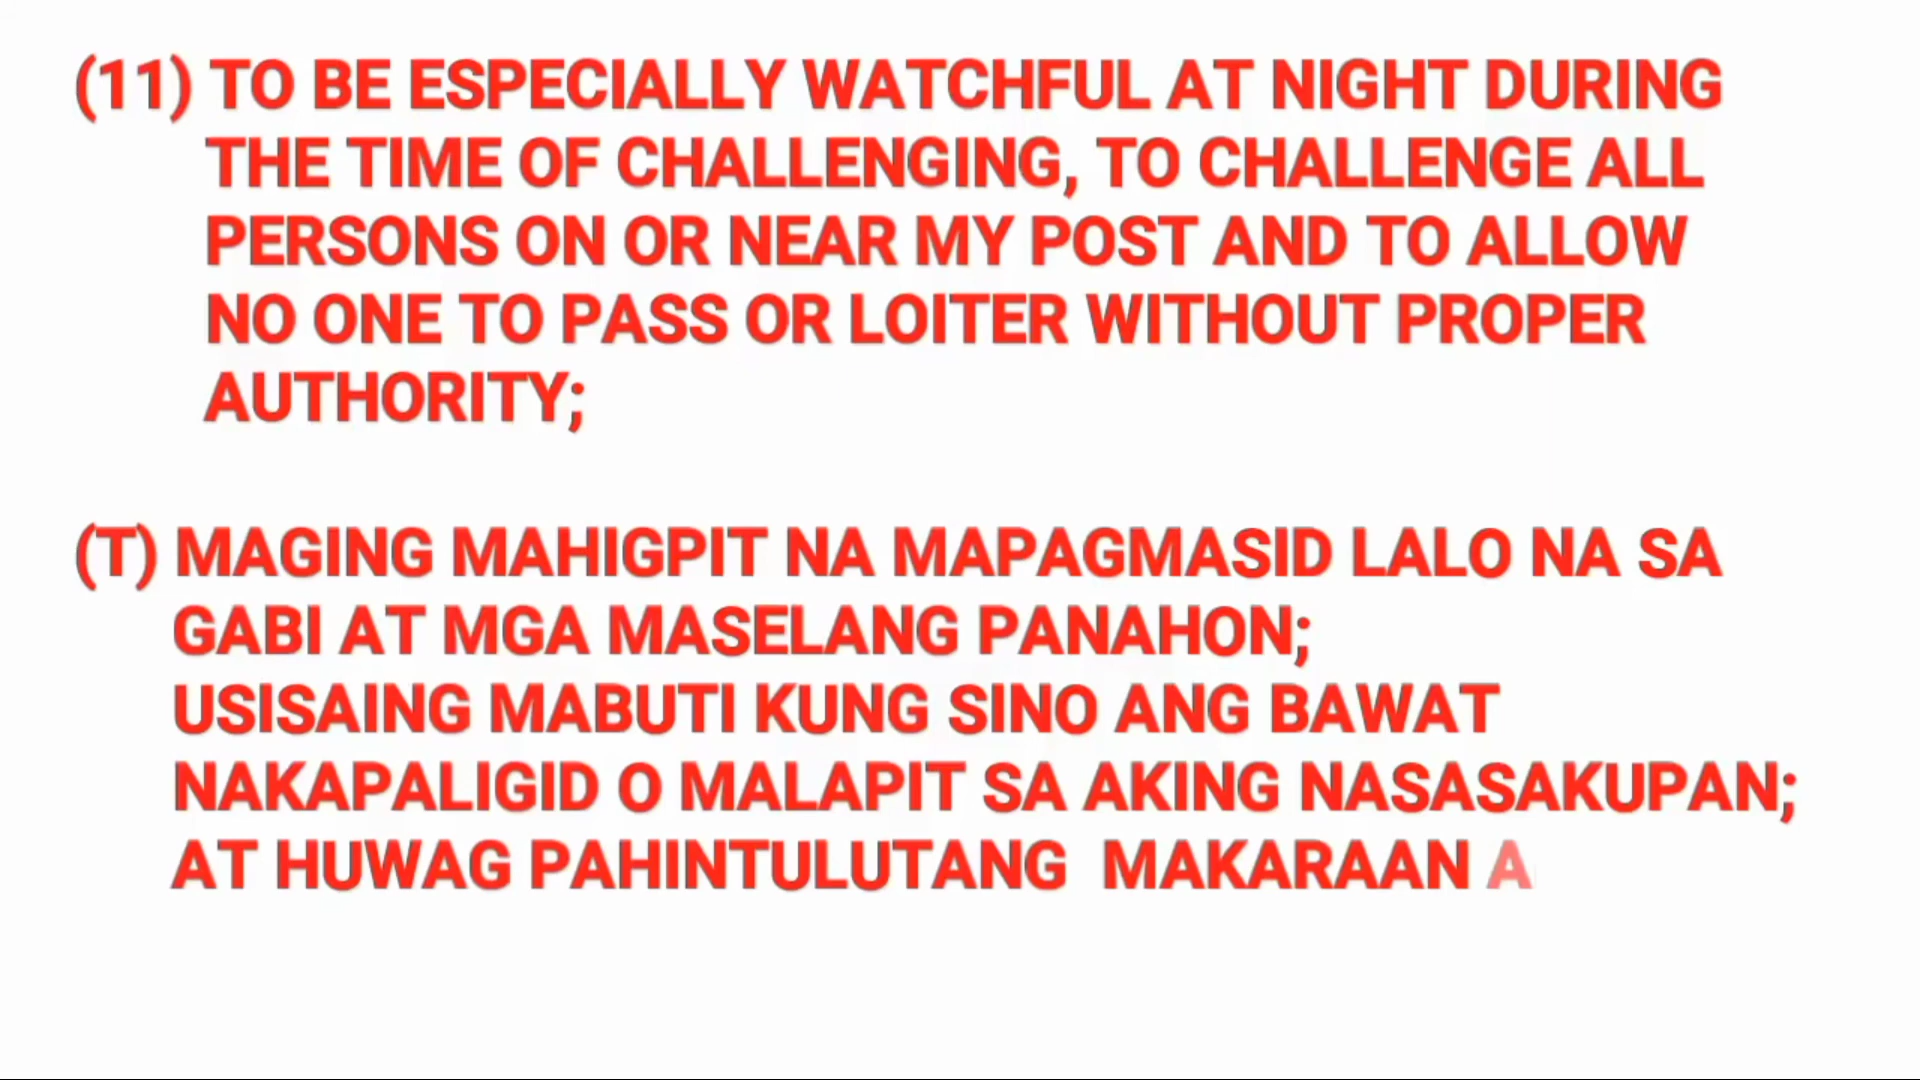 (11) TO BE ESPECIALLY WATCHFUL AT NIGHT DURING
THE TIME OF CHALLENGING, TO CHALLENGE ALL
PERSONS ON OR NEAR MY POST AND TO ALLOW
NO ONE TO PASS OR LOITER WITHOUT PROPER
AUTHORITY;
(T) MAGING MAHIGPIT NA MAPAGMASID LALO NA SA
GABI AT MGA MASELANG PANAHON;
USISAING MABUTI KUNG SINO ANG BAWAT
NAKAPALIGID O MALAPIT SA AKING NASASAKUPAN;
AT HUWAG PAHINTULUTANG  MAKARAAN A